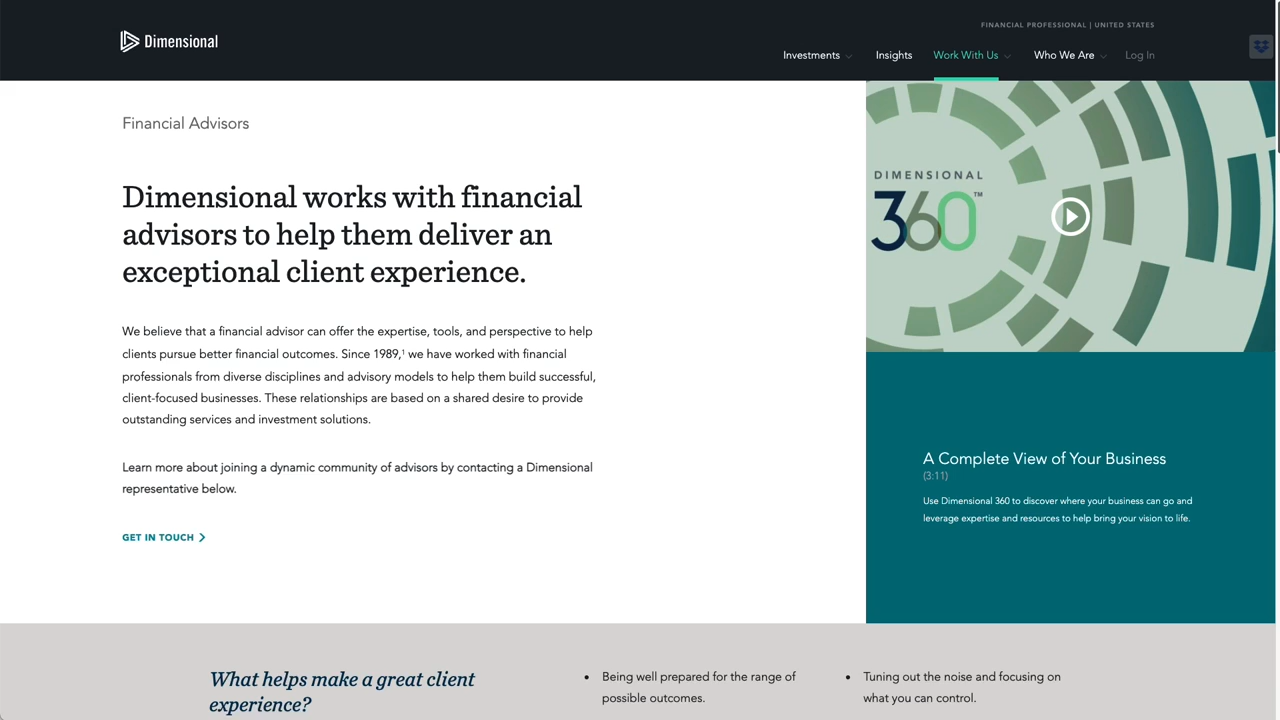 FINANCIAL PROFESSIONAL | UNITED STATES
Dimensional
Investments Insights Work With Us Who We Are Log In
Financial Advisors
Dimensional works with financial
advisors to help them deliver an
exceptional client experience.
We believe that a financial advisor can offer the expertise, tools, and perspective to help
clients pursue better financial outcomes. Since 1989,¹ we have worked with financial
professionals from diverse disciplines and advisory models to help them build successful,
client-focused businesses. These relationships are based on a shared desire to provide
outstanding services and investment solutions.
Learn more about joining a dynamic community of advisors by contacting a Dimensional
representative below.
GET IN TOUCH
DIMENSIONAL
360™
A Complete View of Your Business
(3:11)
Use Dimensional 360 to discover where your business can go and
leverage expertise and resources to help bring your vision to life.
What helps make a great client
experience?
• Being well prepared for the range of
possible outcomes.
• Tuning out the noise and focusing on
what you can control.